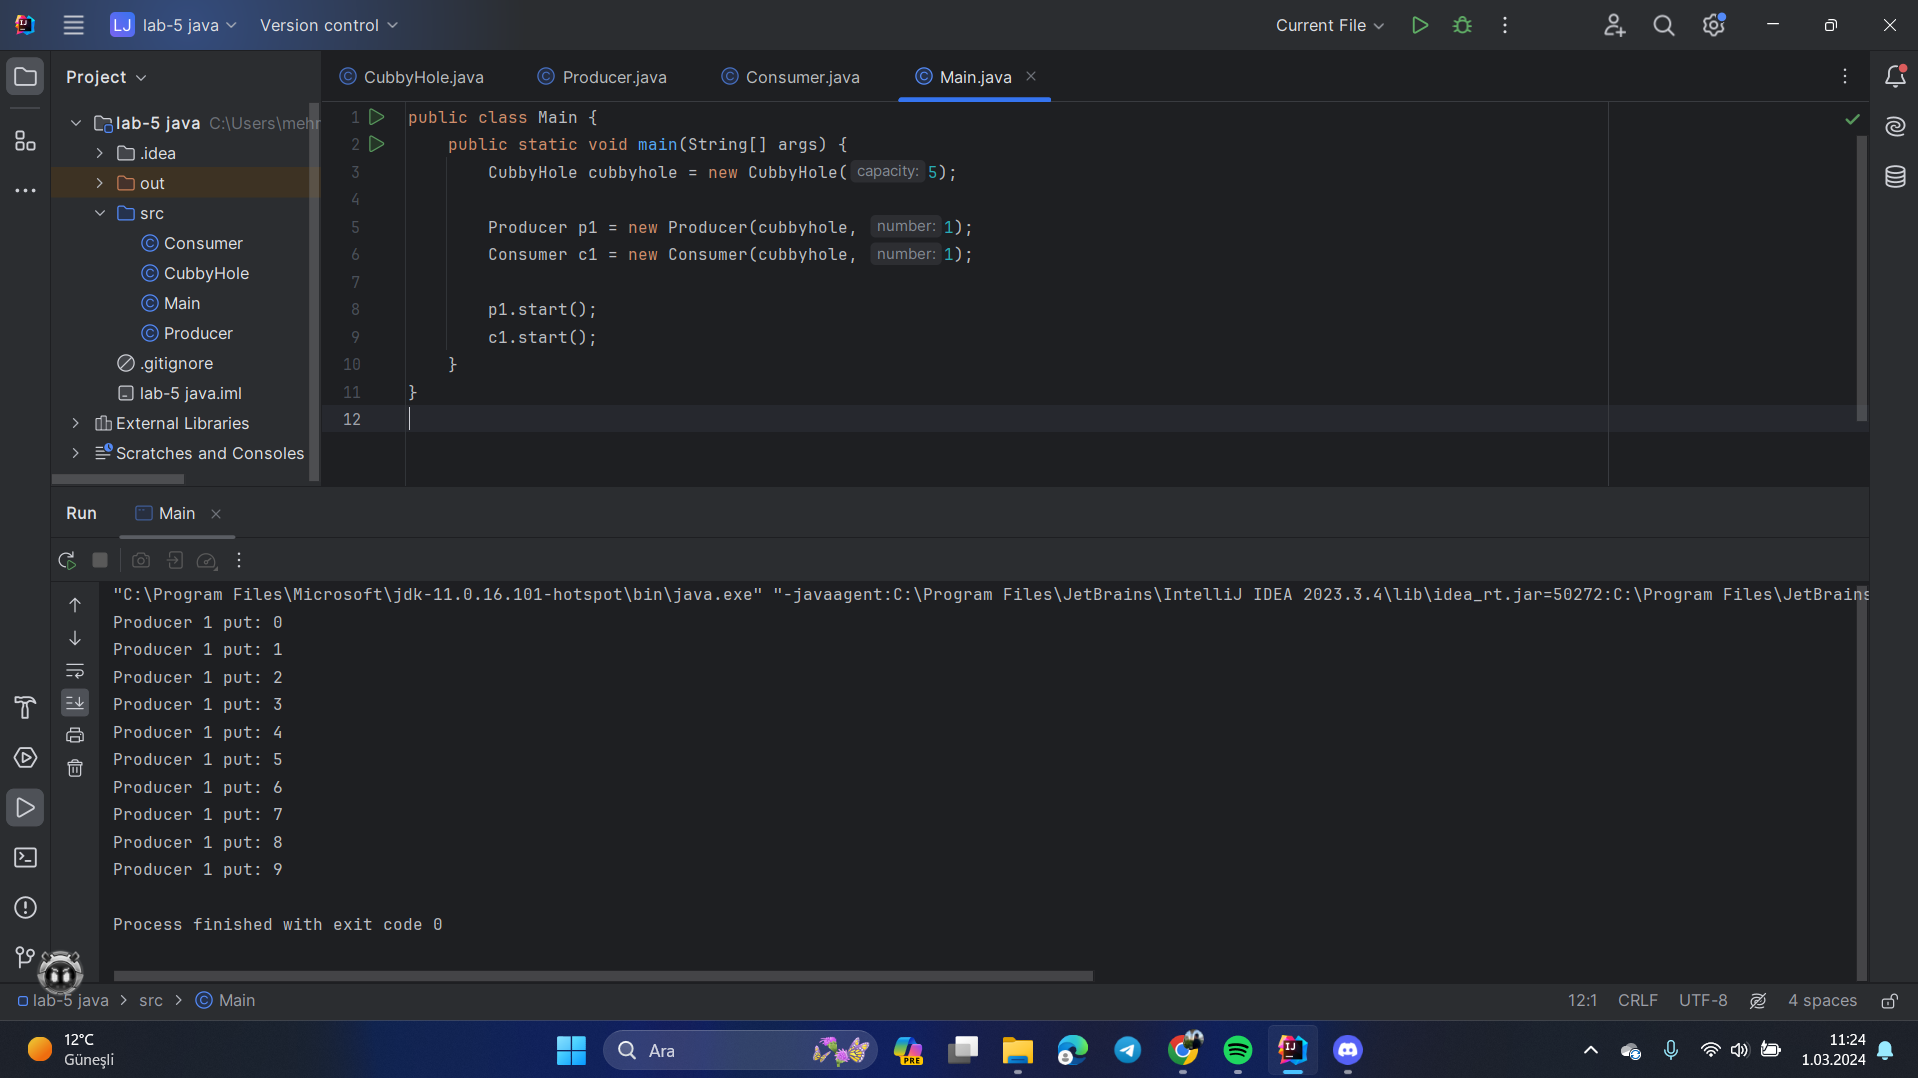 LJ lab-5 java Version control Current File
Project CubbyHole.java Producer.java Consumer.java Main.java
lab-5 java C:\Users\mehr
.idea
out
src
Consumer
CubbyHole
Main
Producer
.gitignore
lab-5 java.iml
External Libraries
Scratches and Consoles
1 public class Main {
2 public static void main(String[] args) {
3 CubbyHole cubbyhole = new CubbyHole( capacity: 5);
4
5 Producer p1 = new Producer(cubbyhole, number: 1);
6 Consumer c1 = new Consumer(cubbyhole, number: 1);
7
8 p1.start();
9 c1.start();
10 }
11 }
12
Run Main
"C:\Program Files\Microsoft\jdk-11.0.16.101-hotspot\bin\java.exe" "-javaagent:C:\Program Files\JetBrains\IntelliJ IDEA 2023.3.4\lib\idea_rt.jar=50272:C:\Program Files\JetBrains
Producer 1 put: 0
Producer 1 put: 1
Producer 1 put: 2
Producer 1 put: 3
Producer 1 put: 4
Producer 1 put: 5
Producer 1 put: 6
Producer 1 put: 7
Producer 1 put: 8
Producer 1 put: 9
Process finished with exit code 0
lab-5 java src Main 12:1 CRLF UTF-8 4 spaces
12°C
Güneşli
Ara
PRE
11:24
1.03.2024